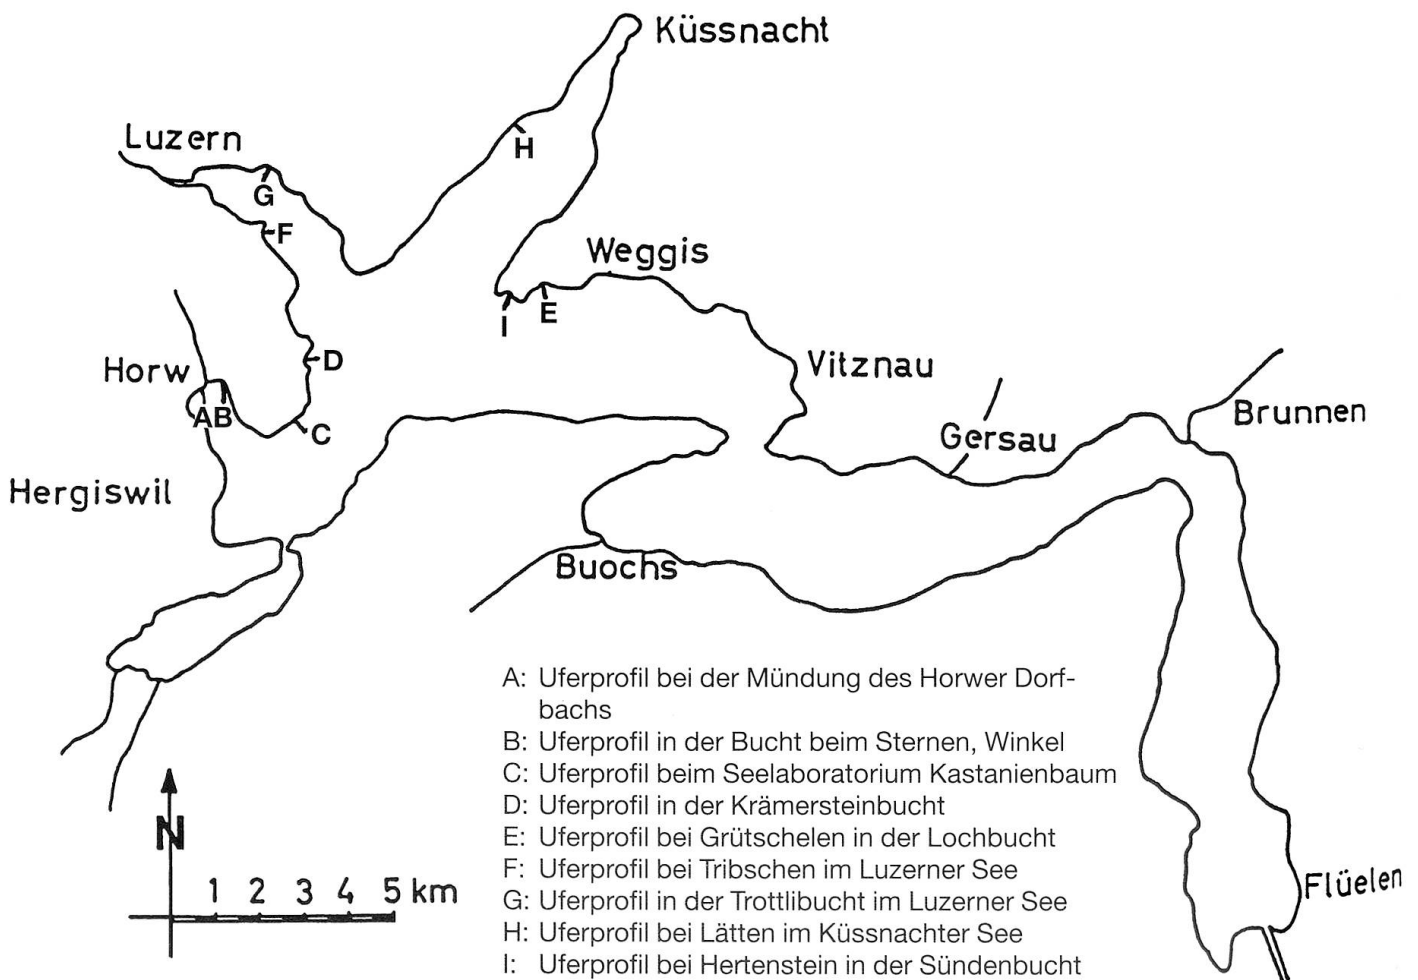 Küssnacht
Luzern
H
G
F
Weggis
I
E
Horw
D
Vitznau
A B
C
Gersau
Brunnen
Hergiswil
Buochs
A: Uferprofil bei der Mündung des Horwer Dorf-
bachs
B: Uferprofil in der Bucht beim Sternen, Winkel
C: Uferprofil beim Seelaboratorium Kastanienbaum
D: Uferprofil in der Krämersteinbucht
E: Uferprofil bei Grütschelen in der Lochbucht
F: Uferprofil bei Tribschen im Luzerner See
G: Uferprofil in der Trottlibucht im Luzerner See
H: Uferprofil bei Lätten im Küssnachter See
I: Uferprofil bei Hertenstein in der Sündenbucht
N
1 2 3 4 5 km
Flüelen